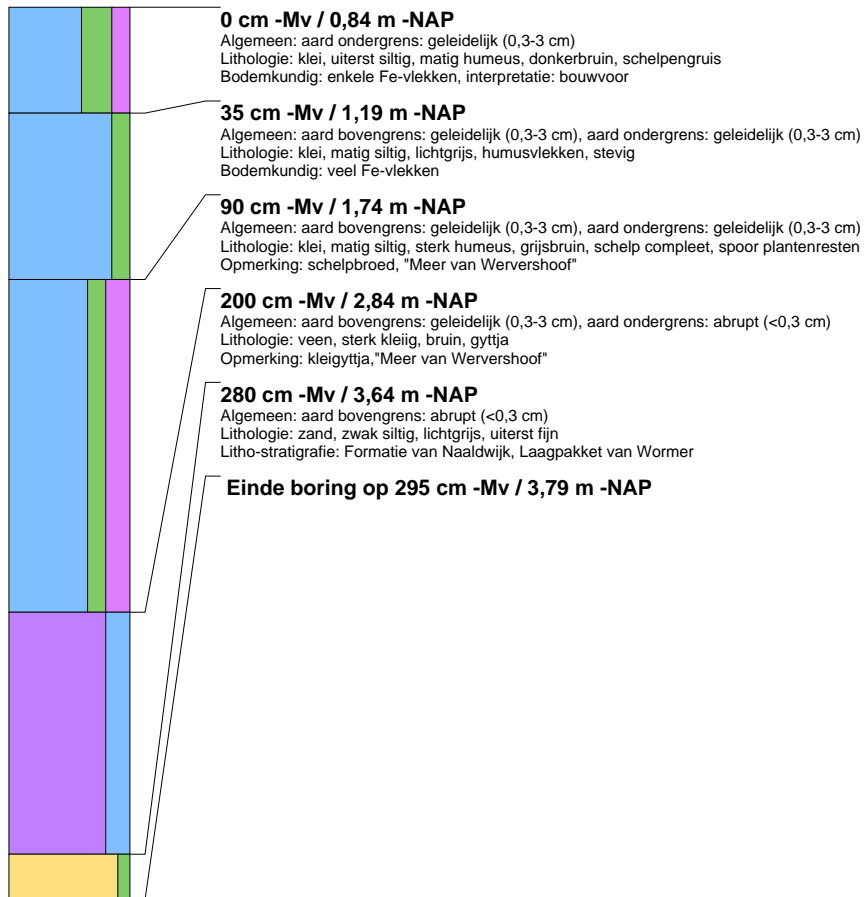 0 cm -Mv / 0,84 m -NAP
Algemeen: aard ondergrens: geleidelijk (0,3-3 cm)
Lithologie: klei, uiterst siltig, matig humeus, donkerbruin, schelpengruis
Bodemkundig: enkele Fe-vlekken, interpretatie: bouwvoor
35 cm -Mv / 1,19 m -NAP
Algemeen: aard bovengrens: geleidelijk (0,3-3 cm), aard ondergrens: geleidelijk (0,3-3 cm)
Lithologie: klei, matig siltig, lichtgrijs, humusvlekken, stevig
Bodemkundig: veel Fe-vlekken
90 cm -Mv / 1,74 m -NAP
Algemeen: aard bovengrens: geleidelijk (0,3-3 cm), aard ondergrens: geleidelijk (0,3-3 cm)
Lithologie: klei, matig siltig, sterk humeus, grijsbruin, schelp compleet, spoor plantenresten
Opmerking: schelpbroed, "Meer van Wervershoof"
200 cm -Mv / 2,84 m -NAP
Algemeen: aard bovengrens: geleidelijk (0,3-3 cm), aard ondergrens: abrupt (<0,3 cm)
Lithologie: veen, sterk kleiig, bruin, gyttja
Opmerking: kleigyttja,"Meer van Wervershoof"
280 cm -Mv / 3,64 m -NAP
Algemeen: aard bovengrens: abrupt (<0,3 cm)
Lithologie: zand, zwak siltig, lichtgrijs, uiterst fijn
Litho-stratigrafie: Formatie van Naaldwijk, Laagpakket van Wormer
Einde boring op 295 cm -Mv / 3,79 m -NAP